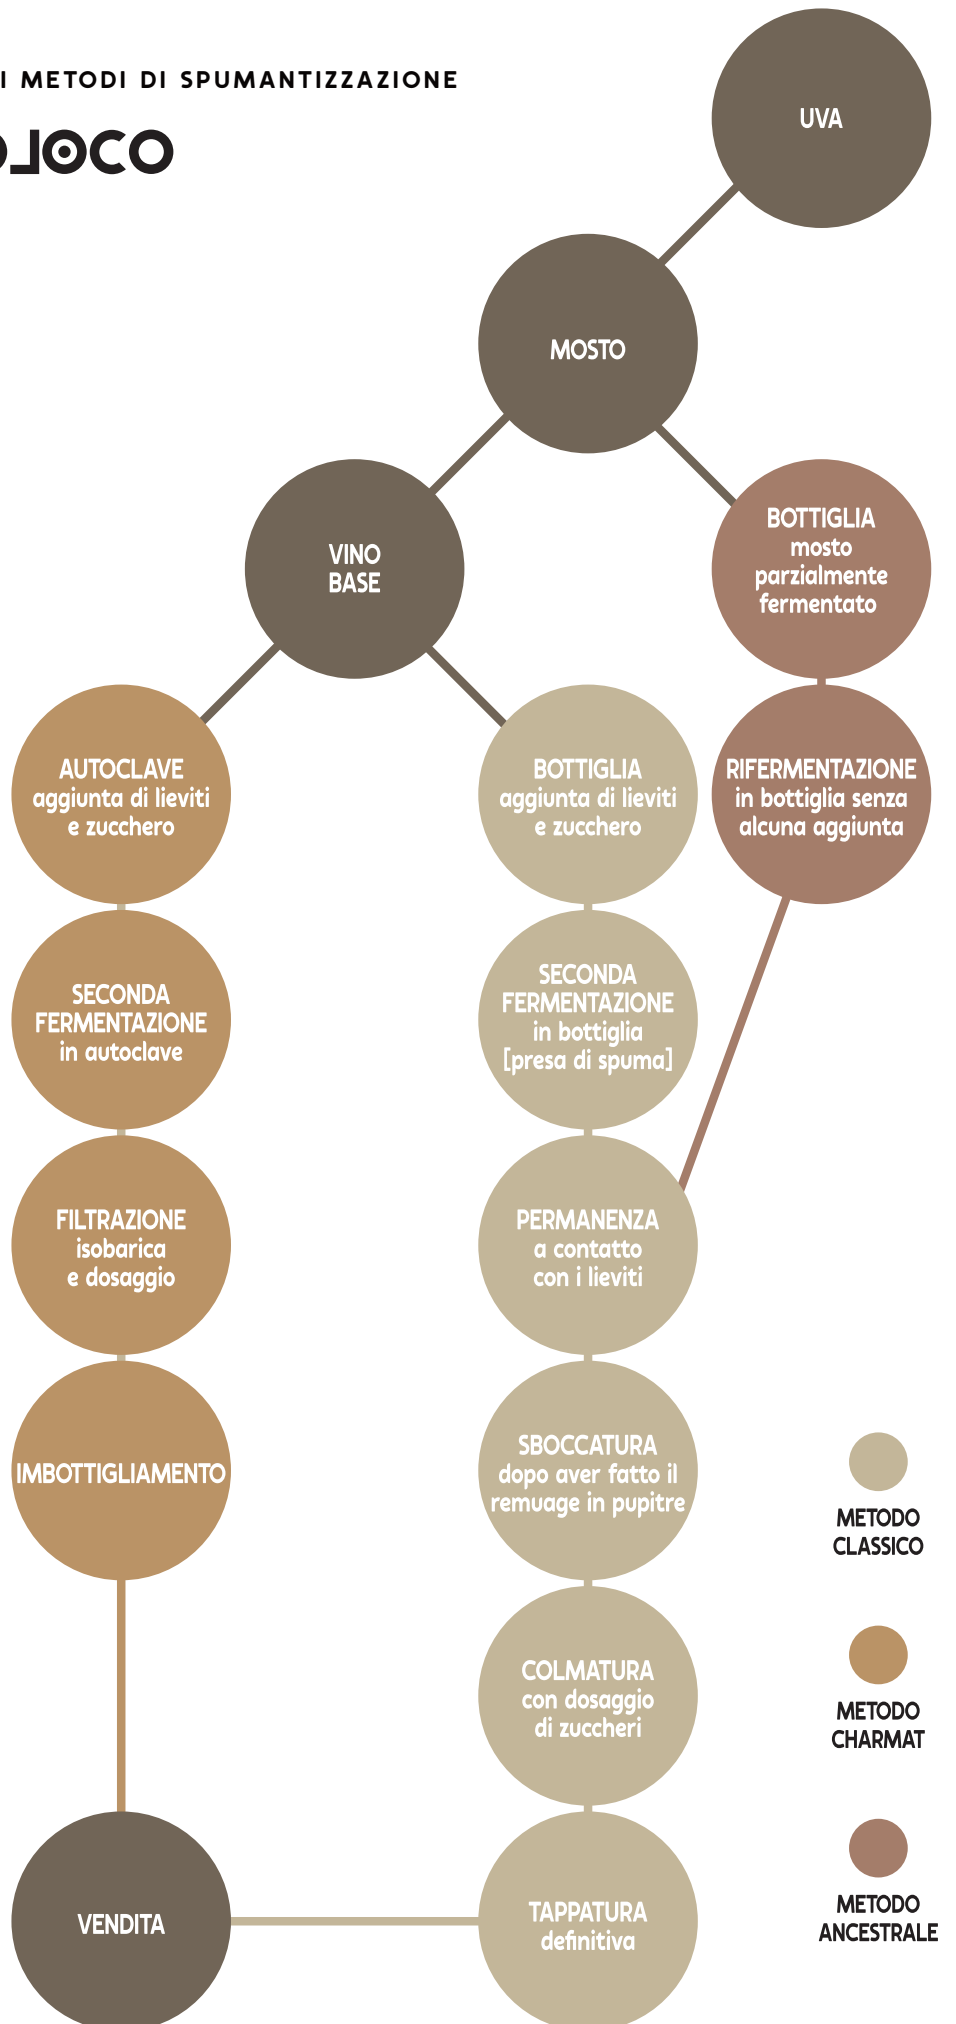 I METODI DI SPUMANTIZZAZIONE
LOCO
UVA
MOSTO
VINO
BASE
BOTTIGLIA
mosto
parzialmente
fermentato
AUTOCLAVE
aggiunta di lieviti
e zucchero
BOTTIGLIA
aggiunta di lieviti
e zucchero
RIFERMENTAZIONE
in bottiglia senza
alcuna aggiunta
SECONDA
FERMENTAZIONE
in autoclave
SECONDA
FERMENTAZIONE
in bottiglia
[presa di spuma]
FILTRAZIONE
isobarica
e dosaggio
PERMANENZA
a contatto
con i lieviti
IMBOTTIGLIAMENTO
SBOCCATURA
dopo aver fatto il
remuage in pupitre
COLMATURA
con dosaggio
di zuccheri
VENDITA
TAPPATURA
definitiva
METODO
CLASSICO
METODO
CHARMAT
METODO
ANCESTRALE